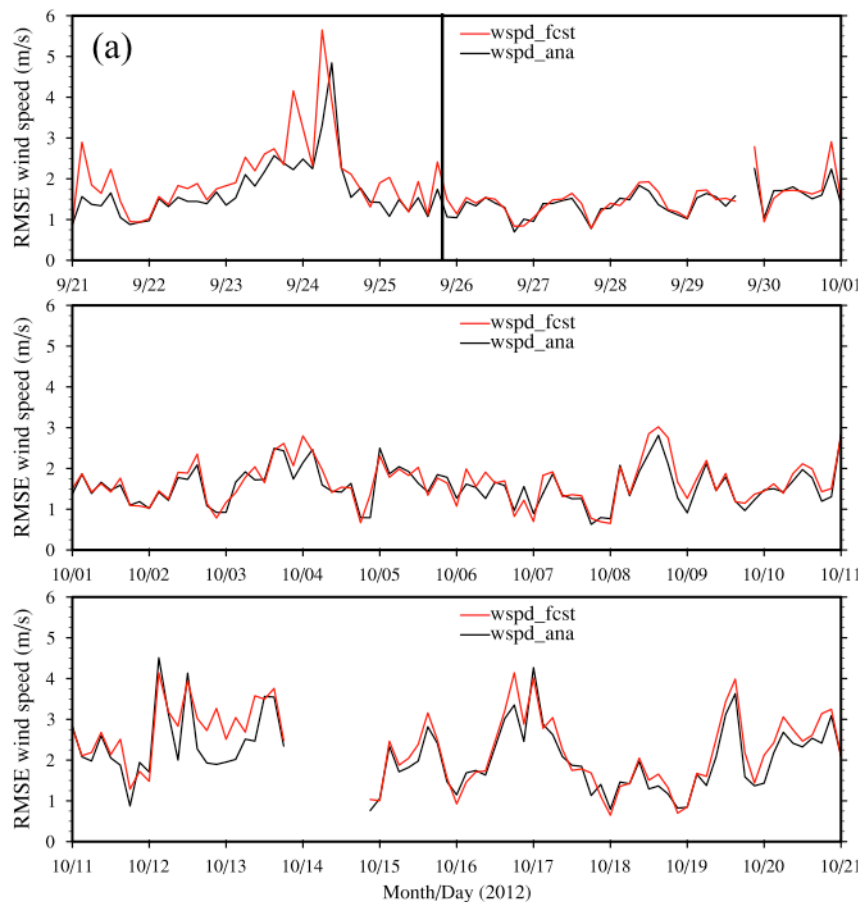 (a)
wspd_fcst
wspd_ana
RMSE wind speed (m/s)
6
5
4
3
2
1
0
9/21 9/22 9/23 9/24 9/25 9/26 9/27 9/28 9/29 9/30 10/01
wspd_fcst
wspd_ana
RMSE wind speed (m/s)
6
5
4
3
2
1
0
10/01 10/02 10/03 10/04 10/05 10/06 10/07 10/08 10/09 10/10 10/11
wspd_fcst
wspd_ana
RMSE wind speed (m/s)
6
5
4
3
2
1
0
10/11 10/12 10/13 10/14 10/15 10/16 10/17 10/18 10/19 10/20 10/21
Month/Day (2012)